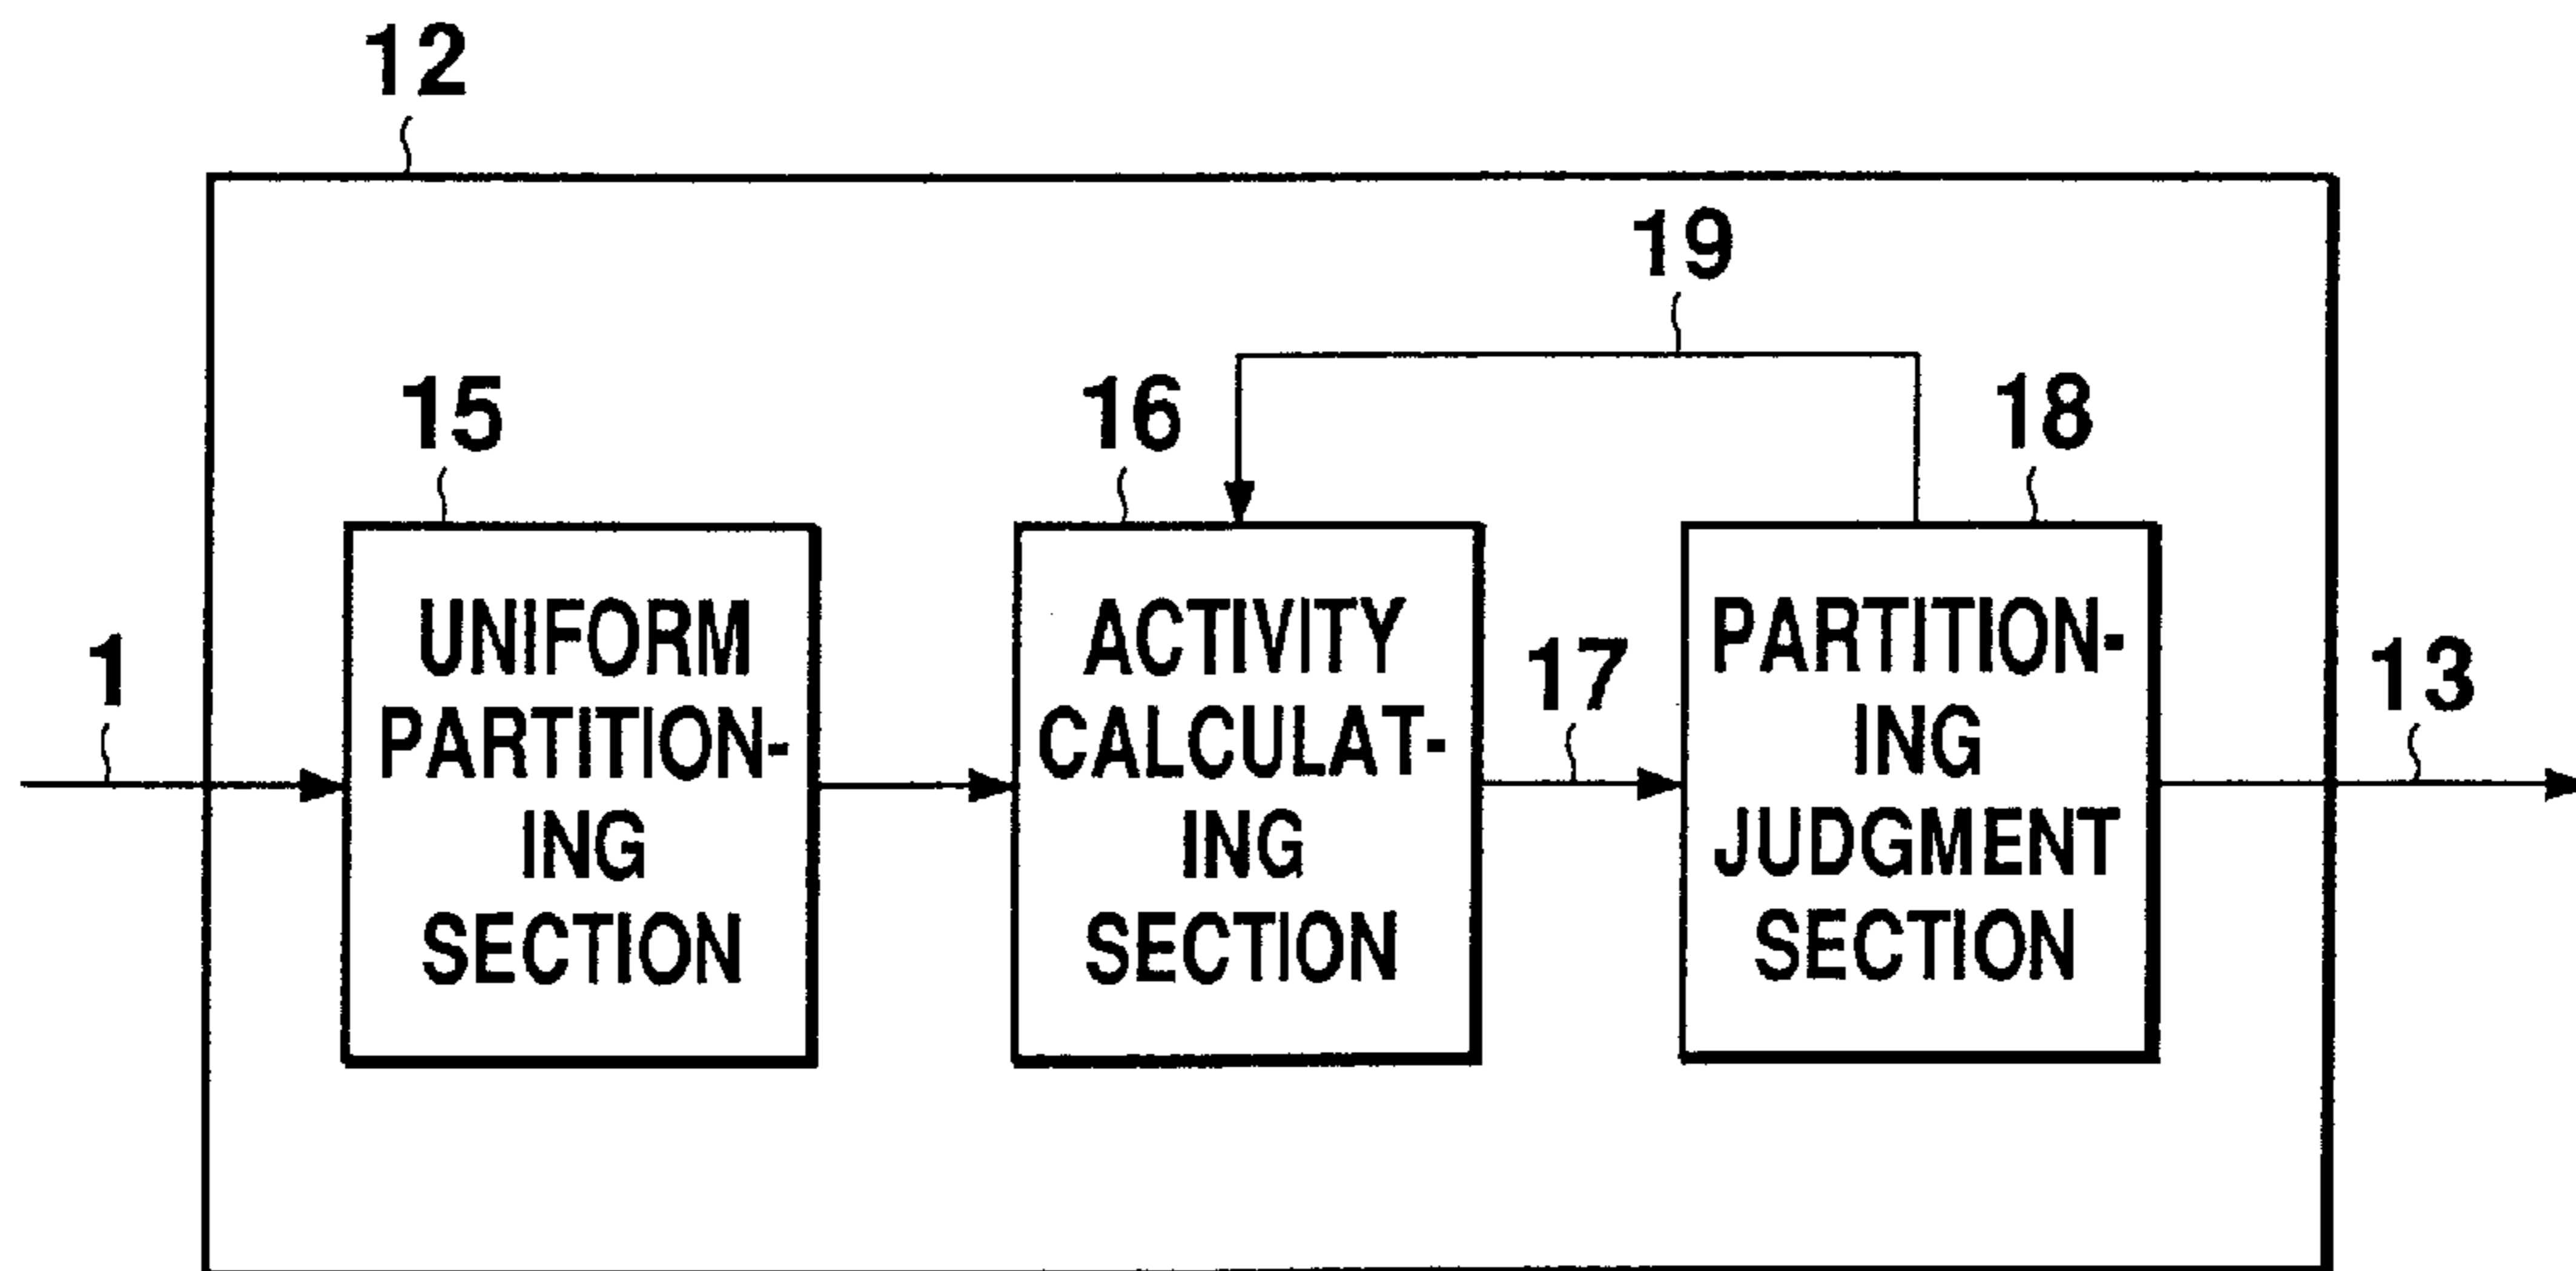 12
19
15
16
18
1
UNIFORM
PARTITION-
ING
SECTION
ACTIVITY
CALCULAT-
ING
SECTION
17
PARTITION-
ING
JUDGMENT
SECTION
13